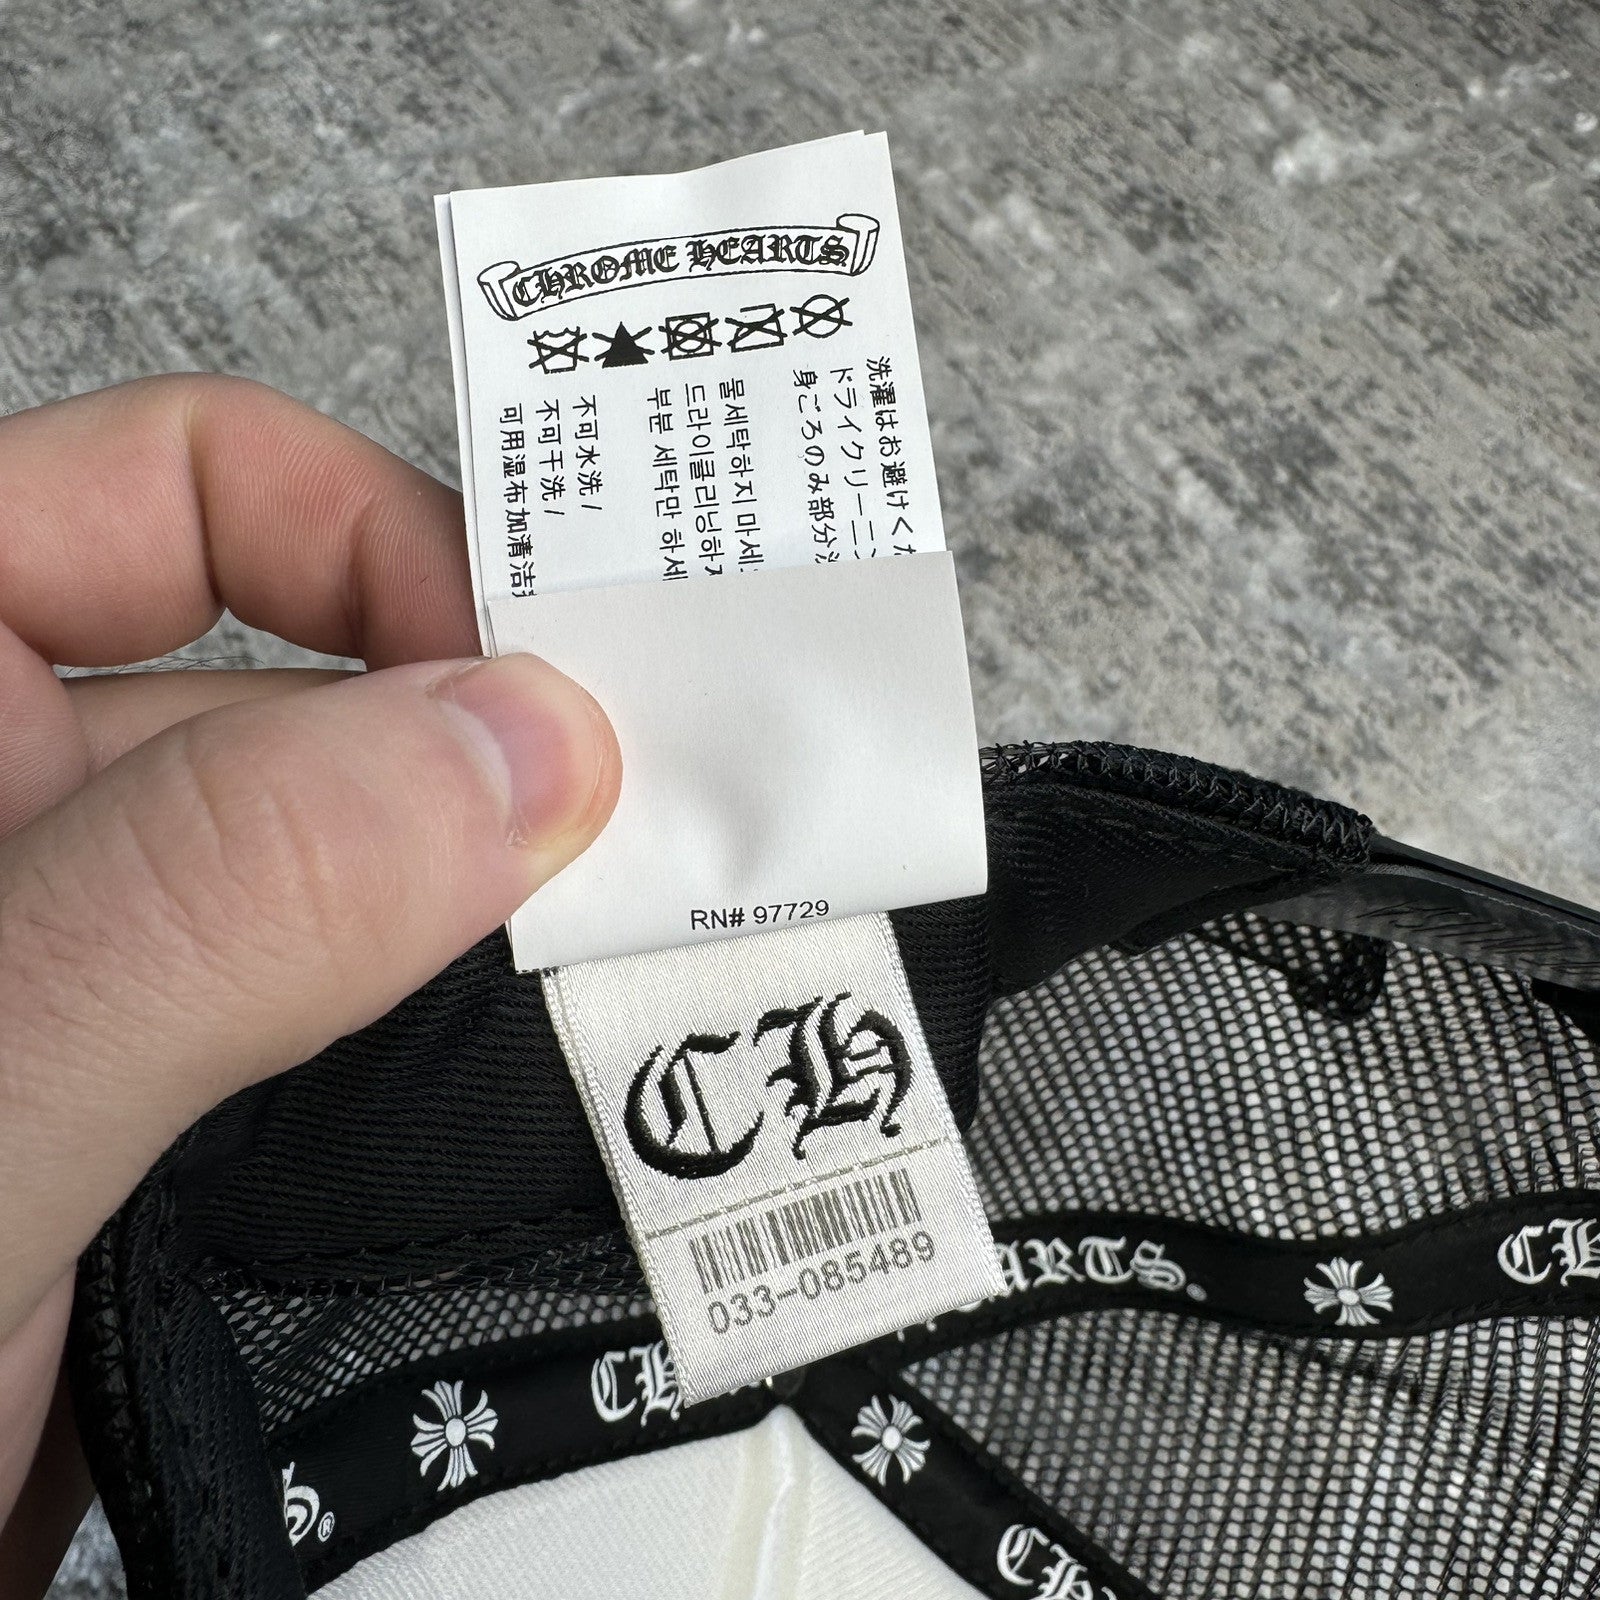 CHROME HEARTS
洗濯はお避けく
ドライクリーニン
身ごろのみ部分
물세탁하지 마세
드라이클리닝하지
부분 세탁만 하세
不可水洗 /
不可干洗 /
可用湿布加清洁
RN# 97729
CH
033-085489
ARTS.
CH
CH
S®
CH